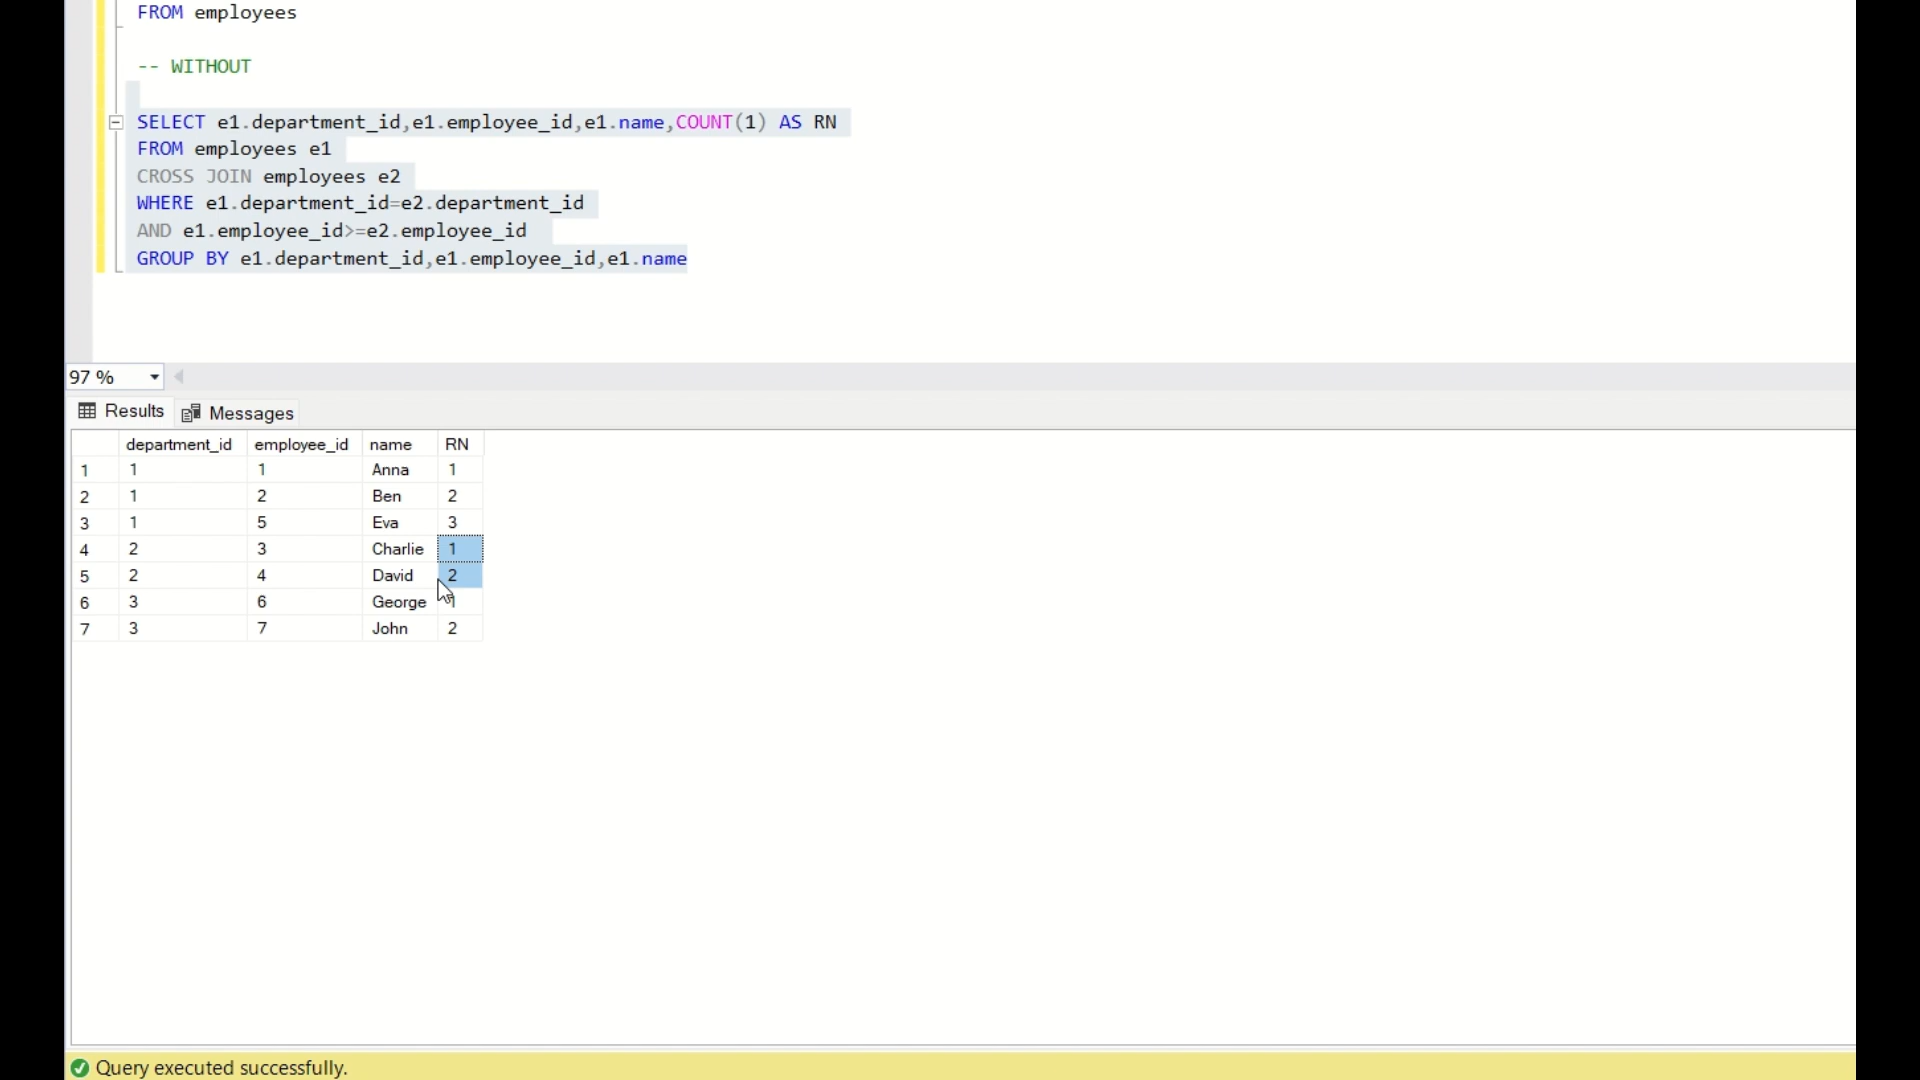 FROM employees
-- WITHOUT
SELECT e1.department_id,e1.employee_id,e1.name,COUNT(1) AS RN
FROM employees e1
CROSS JOIN employees e2
WHERE e1.department_id=e2.department_id
AND e1.employee_id>=e2.employee_id
GROUP BY e1.department_id,e1.employee_id,e1.name
97 %
Results Messages
department_id employee_id name RN
1 1 1 Anna 1
2 1 2 Ben 2
3 1 5 Eva 3
4 2 3 Charlie 1
5 2 4 David 2
6 3 6 George 1
7 3 7 John 2
Query executed successfully.